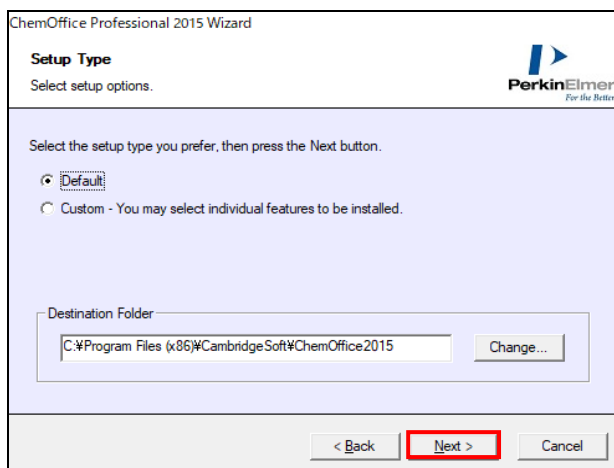 ChemOffice Professional 2015 Wizard
Setup Type
Select setup options.
PerkinElmer
For the Better
Select the setup type you prefer, then press the Next button.
Default
Custom - You may select individual features to be installed.
Destination Folder
C:¥Program Files (x86)¥CambridgeSoft¥ChemOffice2015
Change...
< Back
Next >
Cancel